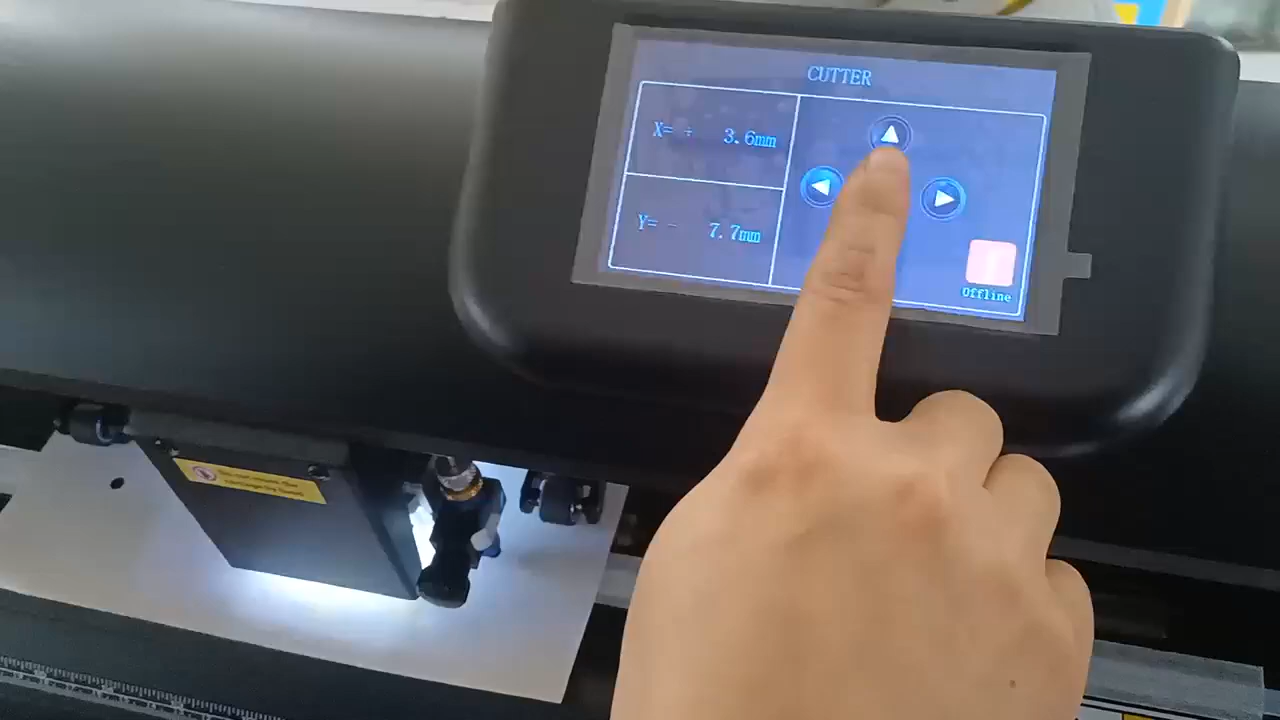 CUTTER
X= + 3.6mm
Y= - 7.7mm
Offline